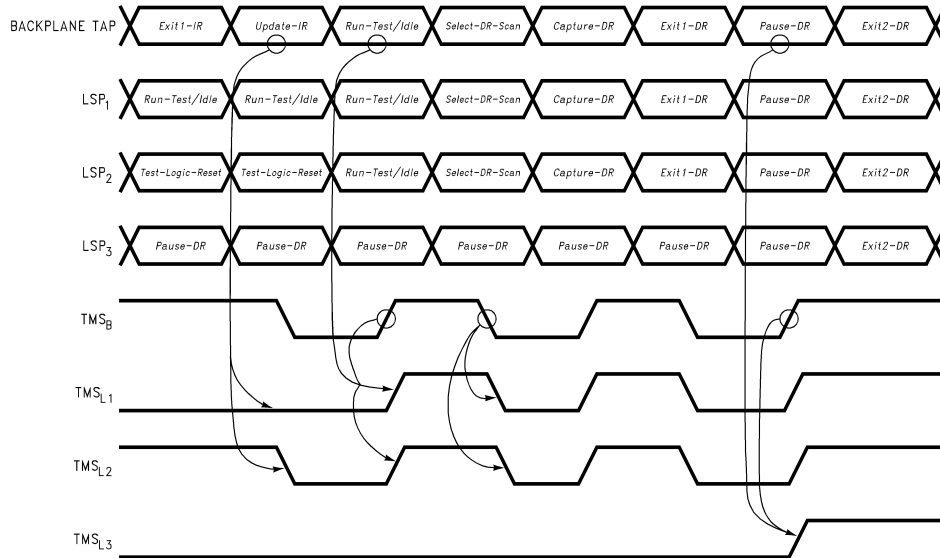 BACKPLANE TAP Exit1-IR Update-IR Run-Test/Idle Select-DR-Scan Capture-DR Exit1-DR Pause-DR Exit2-DR
LSP1 Run-Test/Idle Run-Test/Idle Run-Test/Idle Select-DR-Scan Capture-DR Exit1-DR Pause-DR Exit2-DR
LSP2 Test-Logic-Reset Test-Logic-Reset Run-Test/Idle Select-DR-Scan Capture-DR Exit1-DR Pause-DR Exit2-DR
LSP3 Pause-DR Pause-DR Pause-DR Pause-DR Pause-DR Pause-DR Pause-DR Exit2-DR
TMSB
TMSL1
TMSL2
TMSL3